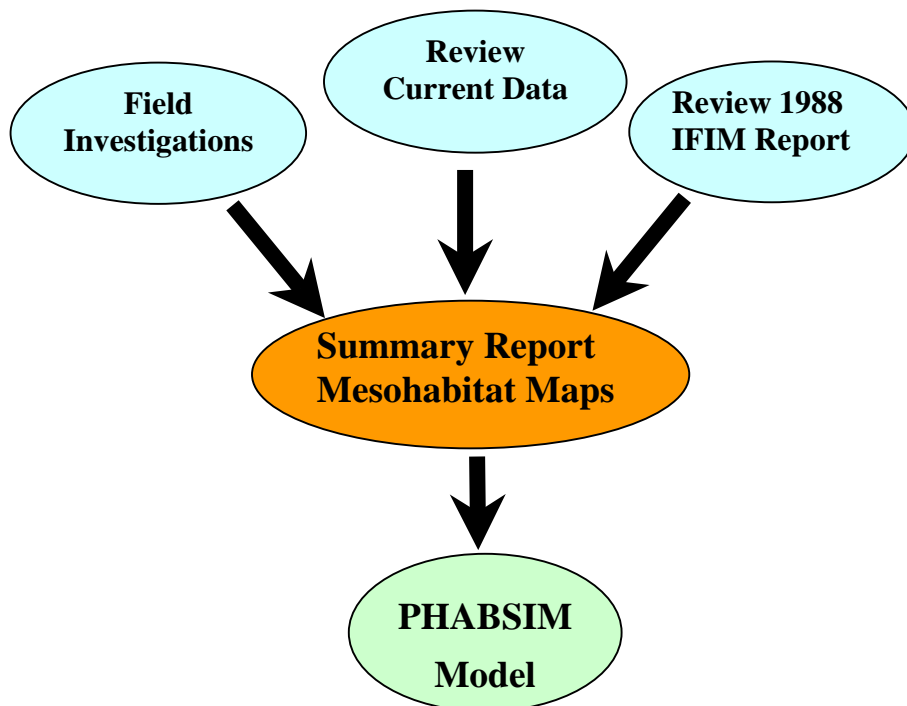 Field
Investigations
Review
Current Data
Review 1988
IFIM Report
Summary Report
Mesohabitat Maps
PHABSIM
Model